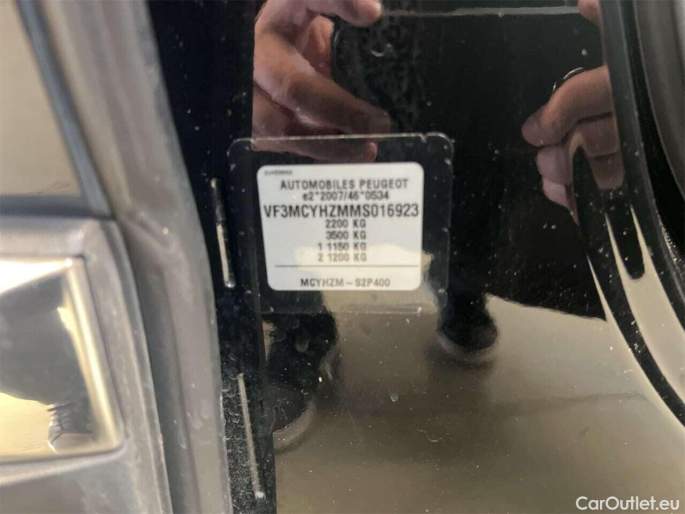 AUTOMOBILES PEUGEOT
e2*2007/46*0534
VF3MCYHZMMS016923
2200 KG
3500 KG
1 1150 KG
2 1200 KG
MCYHZM-S2P400
CarOutlet.eu